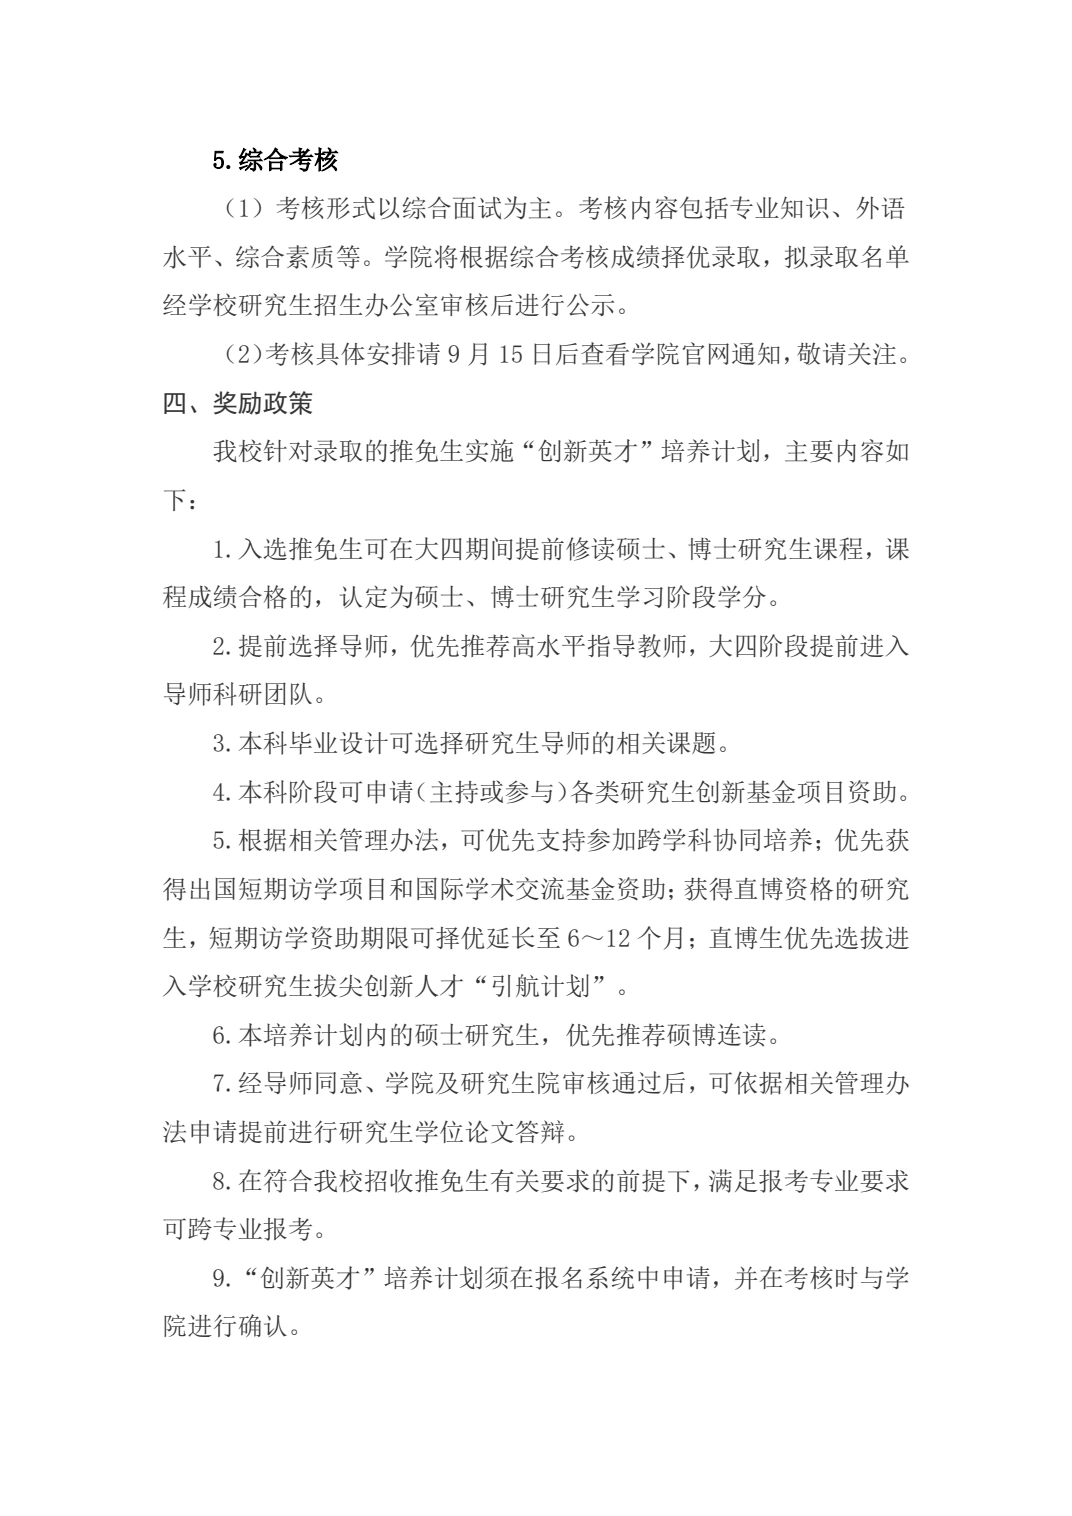 5.综合考核
（1）考核形式以综合面试为主。考核内容包括专业知识、外语
水平、综合素质等。学院将根据综合考核成绩择优录取，拟录取名单
经学校研究生招生办公室审核后进行公示。
（2）考核具体安排请 9 月 15 日后查看学院官网通知，敬请关注。
四、奖励政策
我校针对录取的推免生实施“创新英才”培养计划，主要内容如
下：
1.入选推免生可在大四期间提前修读硕士、博士研究生课程，课
程成绩合格的，认定为硕士、博士研究生学习阶段学分。
2.提前选择导师，优先推荐高水平指导教师，大四阶段提前进入
导师科研团队。
3.本科毕业设计可选择研究生导师的相关课题。
4.本科阶段可申请（主持或参与）各类研究生创新基金项目资助。
5.根据相关管理办法，可优先支持参加跨学科协同培养；优先获
得出国短期访学项目和国际学术交流基金资助；获得直博资格的研究
生，短期访学资助期限可择优延长至 6～12 个月；直博生优先选拔进
入学校研究生拔尖创新人才“引航计划”。
6.本培养计划内的硕士研究生，优先推荐硕博连读。
7.经导师同意、学院及研究生院审核通过后，可依据相关管理办
法申请提前进行研究生学位论文答辩。
8.在符合我校招收推免生有关要求的前提下，满足报考专业要求
可跨专业报考。
9.“创新英才”培养计划须在报名系统中申请，并在考核时与学
院进行确认。